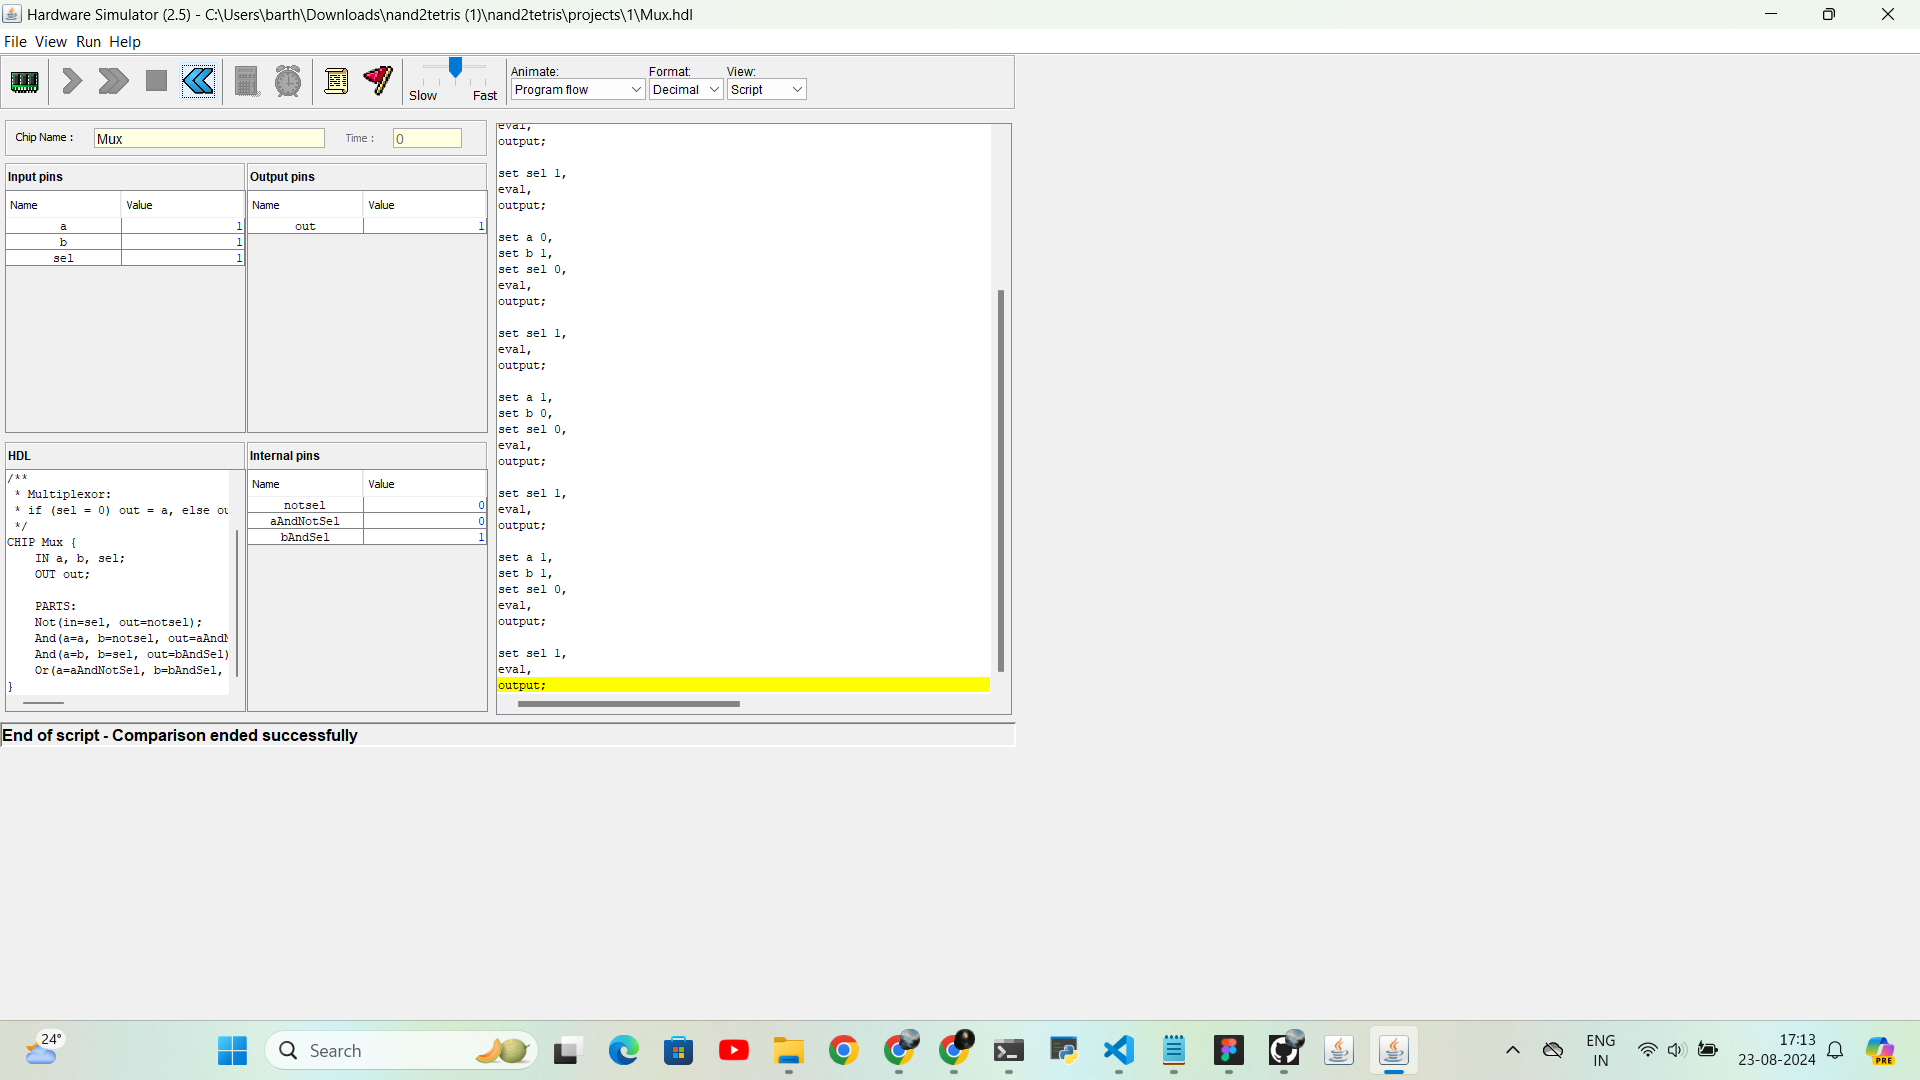 Hardware Simulator (2.5) - C:\Users\barth\Downloads\nand2tetris (1)\nand2tetris\projects\1\Mux.hdl
File View Run Help
Slow Fast
Animate:
Program flow
Format:
Decimal
View:
Script
Chip Name :
Mux
Time :
0
Input pins
Name Value
a 1
b 1
sel 1
Output pins
Name Value
out 1
HDL
/**
* Multiplexor:
* if (sel = 0) out = a, else ou
*/
CHIP Mux {
IN a, b, sel;
OUT out;
PARTS:
Not(in=sel, out=notsel);
And(a=a, b=notsel, out=aAndN
And(a=b, b=sel, out=bAndSel)
Or(a=aAndNotSel, b=bAndSel,
}
Internal pins
Name Value
notsel 0
aAndNotSel 0
bAndSel 1
eval,
output;
set sel 1,
eval,
output;
set a 0,
set b 1,
set sel 0,
eval,
output;
set sel 1,
eval,
output;
set a 1,
set b 0,
set sel 0,
eval,
output;
set sel 1,
eval,
output;
set a 1,
set b 1,
set sel 0,
eval,
output;
set sel 1,
eval,
output;
End of script - Comparison ended successfully
24°
Search
ENG
IN
17:13
23-08-2024
PRE